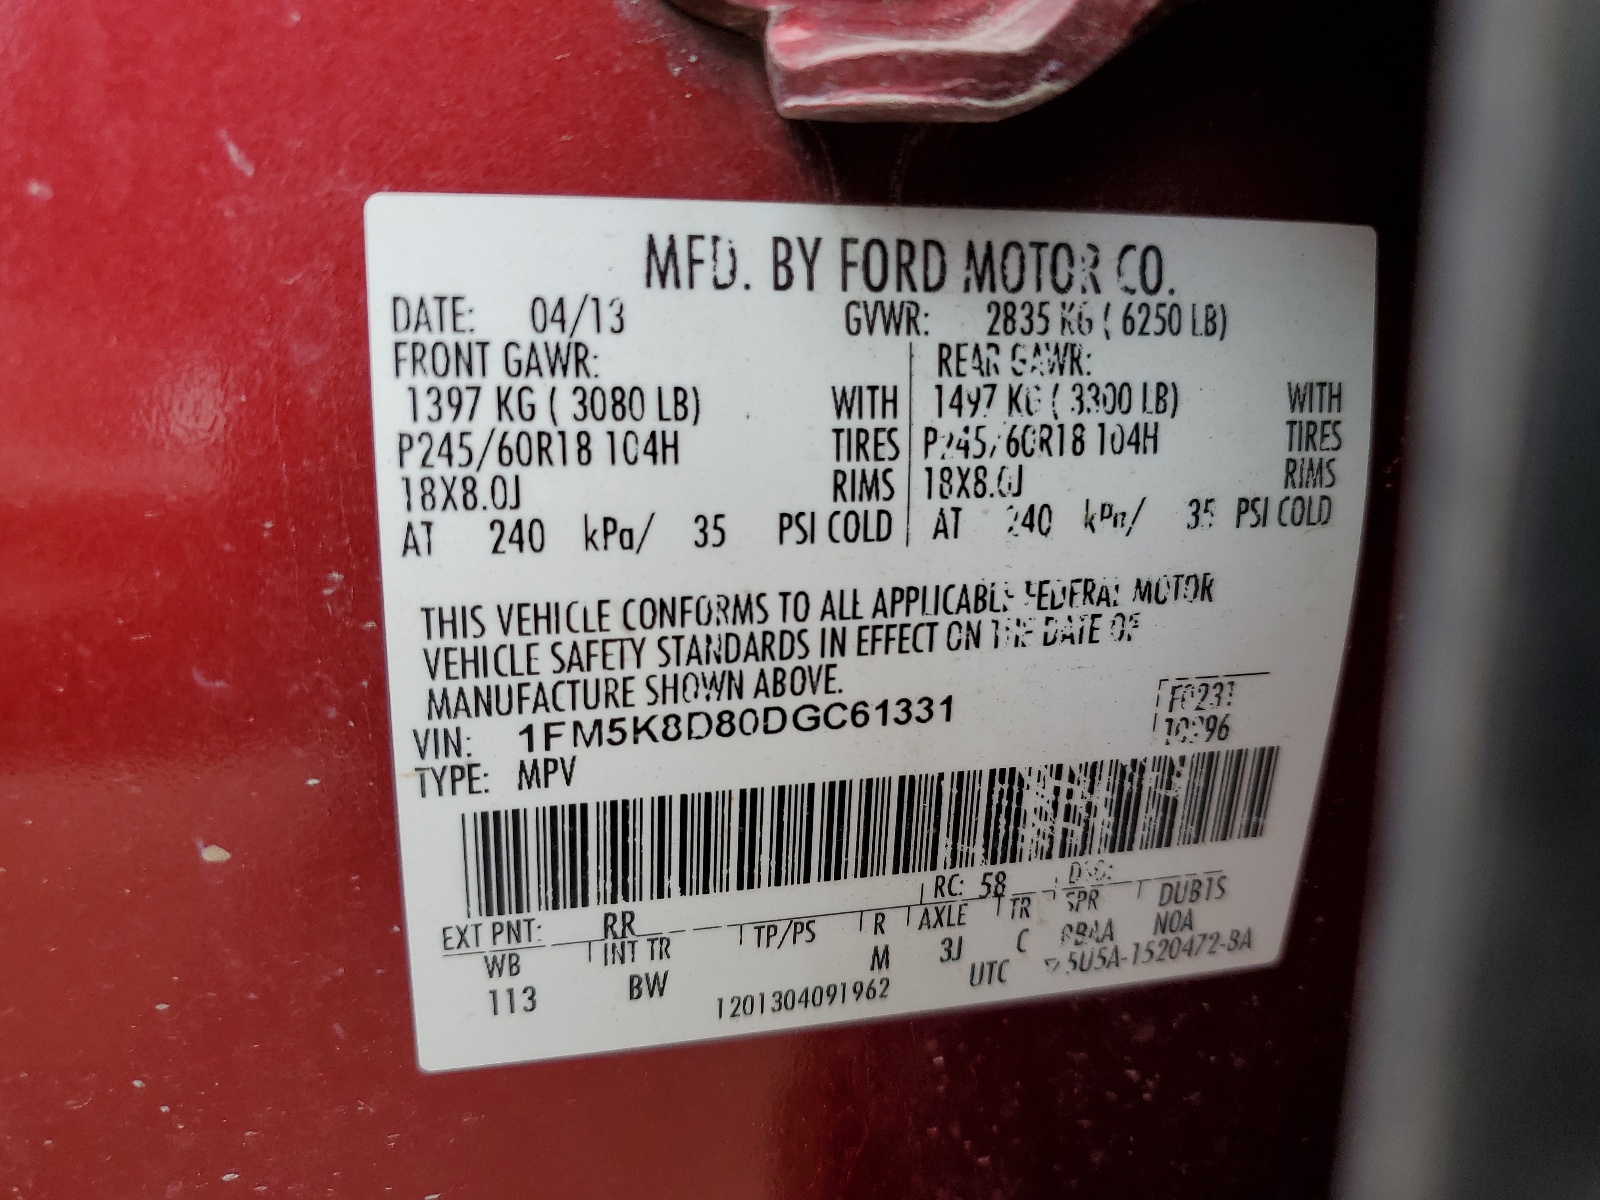 MFD. BY FORD MOTOR CO.
DATE: 04/13 GVWR: 2835 KG ( 6250 LB)
FRONT GAWR: REAR GAWR:
1397 KG ( 3080 LB) WITH 1497 KG ( 3300 LB) WITH
P245/60R18 104H TIRES P245/60R18 104H TIRES
18X8.0J RIMS 18X8.0J RIMS
AT 240 kPa/ 35 PSI COLD AT 240 kPa/ 35 PSI COLD
THIS VEHICLE CONFORMS TO ALL APPLICABLE FEDERAL MOTOR
VEHICLE SAFETY STANDARDS IN EFFECT ON THE DATE OF
MANUFACTURE SHOWN ABOVE.
VIN: 1FM5K8D80DGC61331
TYPE: MPV
EXT PNT: RR RC: 58 DSO:
WB INT TR TP/PS R AXLE TR SPR DUB1S
113 BW M 3J C NOA
1201304091962 UTC